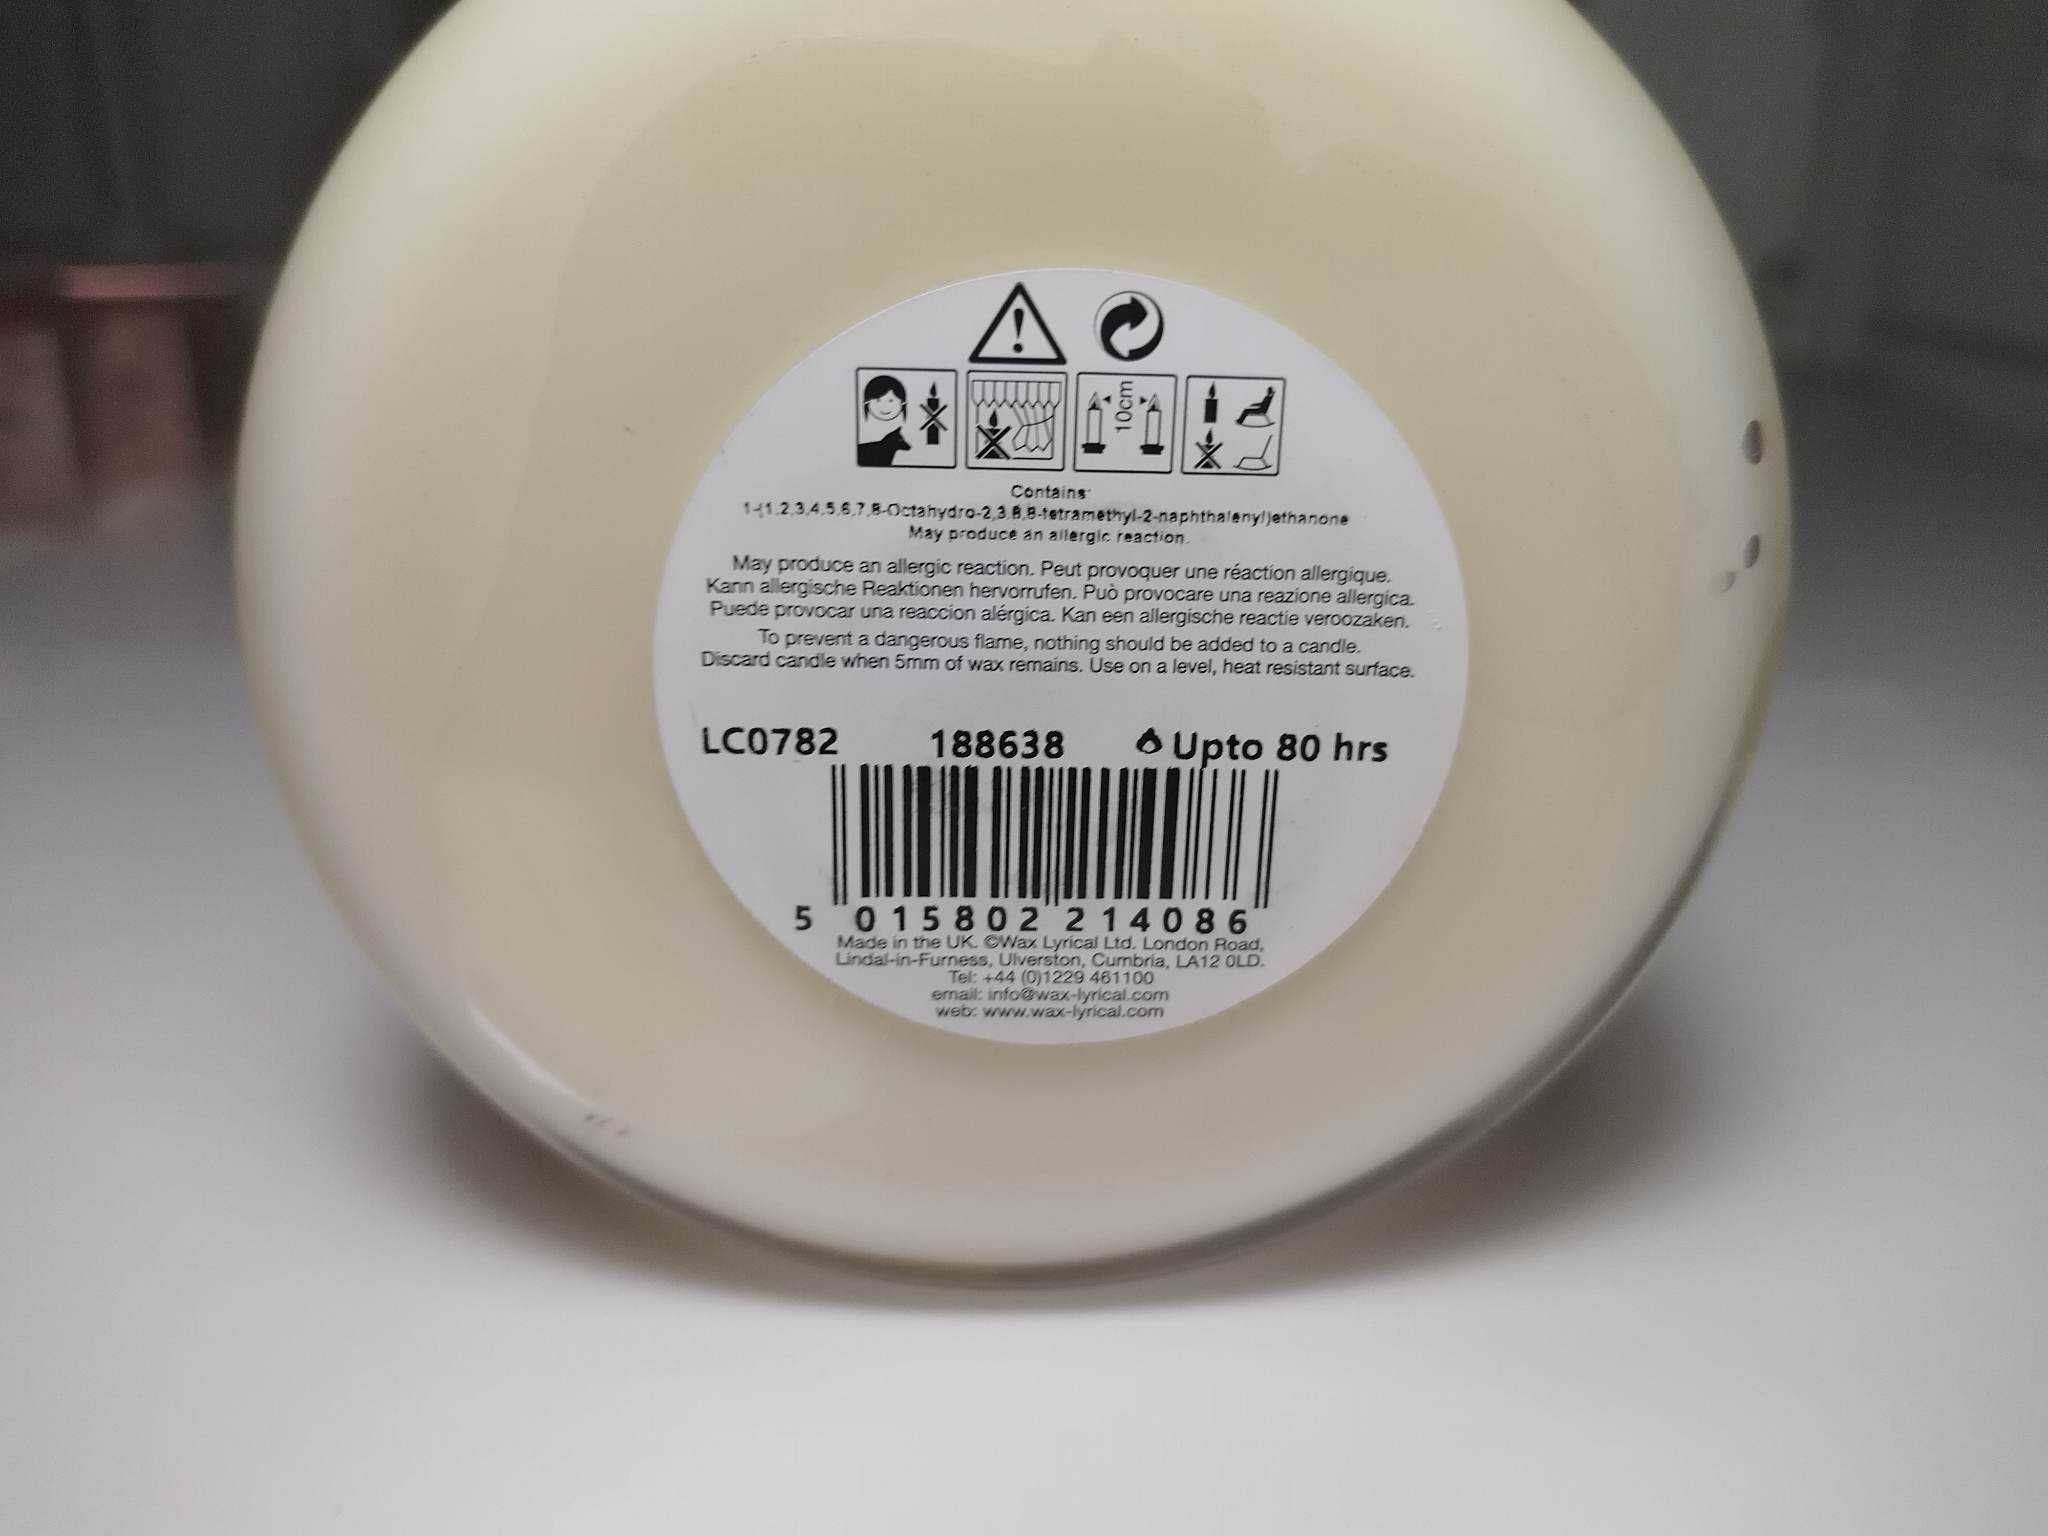 10cm
Contains:
1-(1,2,3,4,5,6,7,8-Octahydro-2,3,8,8-tetramethyl-2-naphthalenyl)ethanone
May produce an allergic reaction.
May produce an allergic reaction. Peut provoquer une réaction allergique.
Kann allergische Reaktionen hervorrufen. Può provocare una reazione allergica.
Puede provocar una reaccion alérgica. Kan een allergische reactie veroozaken.
To prevent a dangerous flame, nothing should be added to a candle.
Discard candle when 5mm of wax remains. Use on a level, heat resistant surface.
LC0782 188638 Upto 80 hrs
5 015802 214086
Made in the UK. ©Wax Lyrical Ltd. London Road,
Lindal-in-Furness, Ulverston, Cumbria, LA12 0LD.
Tel: +44 (0)1229 461100
email: info@wax-lyrical.com
web: www.wax-lyrical.com